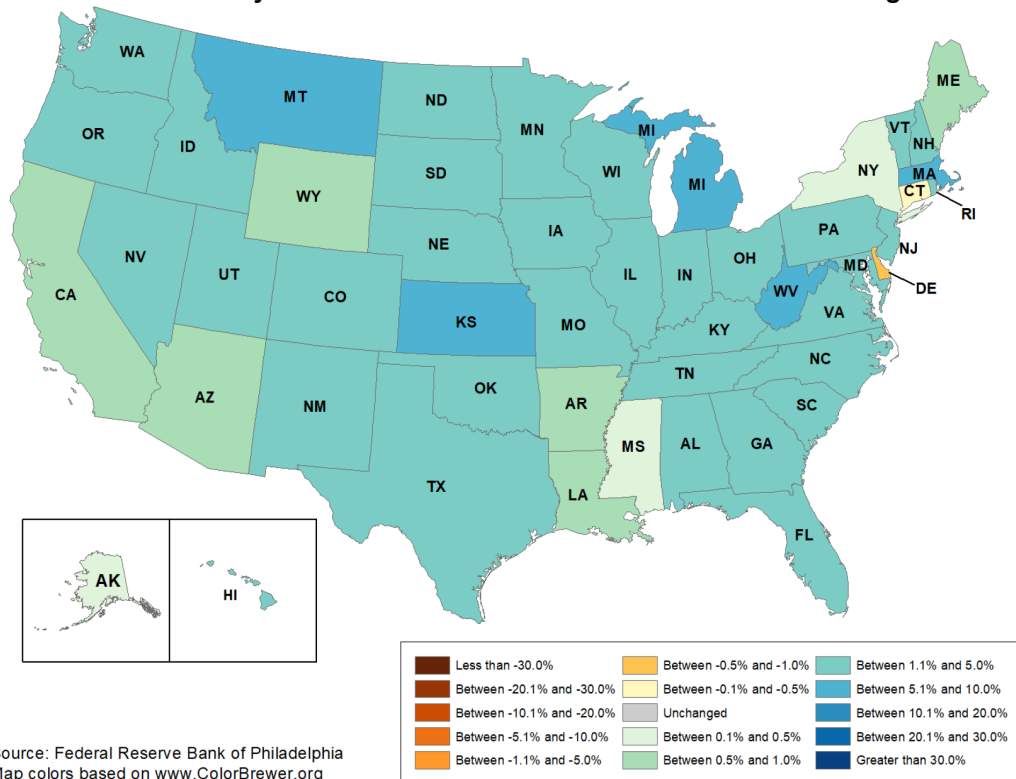 WA
MT
ND
MN
ME
OR
ID
SD
WI
MI
MI
VT
NH
NY
MA
CT
RI
WY
NE
IA
PA
NJ
NV
UT
CO
IL
IN
OH
MD
DE
CA
KS
MO
WV
VA
KY
AZ
NM
OK
AR
TN
NC
SC
MS
AL
GA
TX
LA
FL
AK
HI
Less than -30.0%
Between -20.1% and -30.0%
Between -10.1% and -20.0%
Between -5.1% and -10.0%
Between -1.1% and -5.0%
Between -0.5% and -1.0%
Between -0.1% and -0.5%
Unchanged
Between 0.1% and 0.5%
Between 0.5% and 1.0%
Between 1.1% and 5.0%
Between 5.1% and 10.0%
Between 10.1% and 20.0%
Between 20.1% and 30.0%
Greater than 30.0%
ource: Federal Reserve Bank of Philadelphia
Map colors based on www.ColorBrewer.org